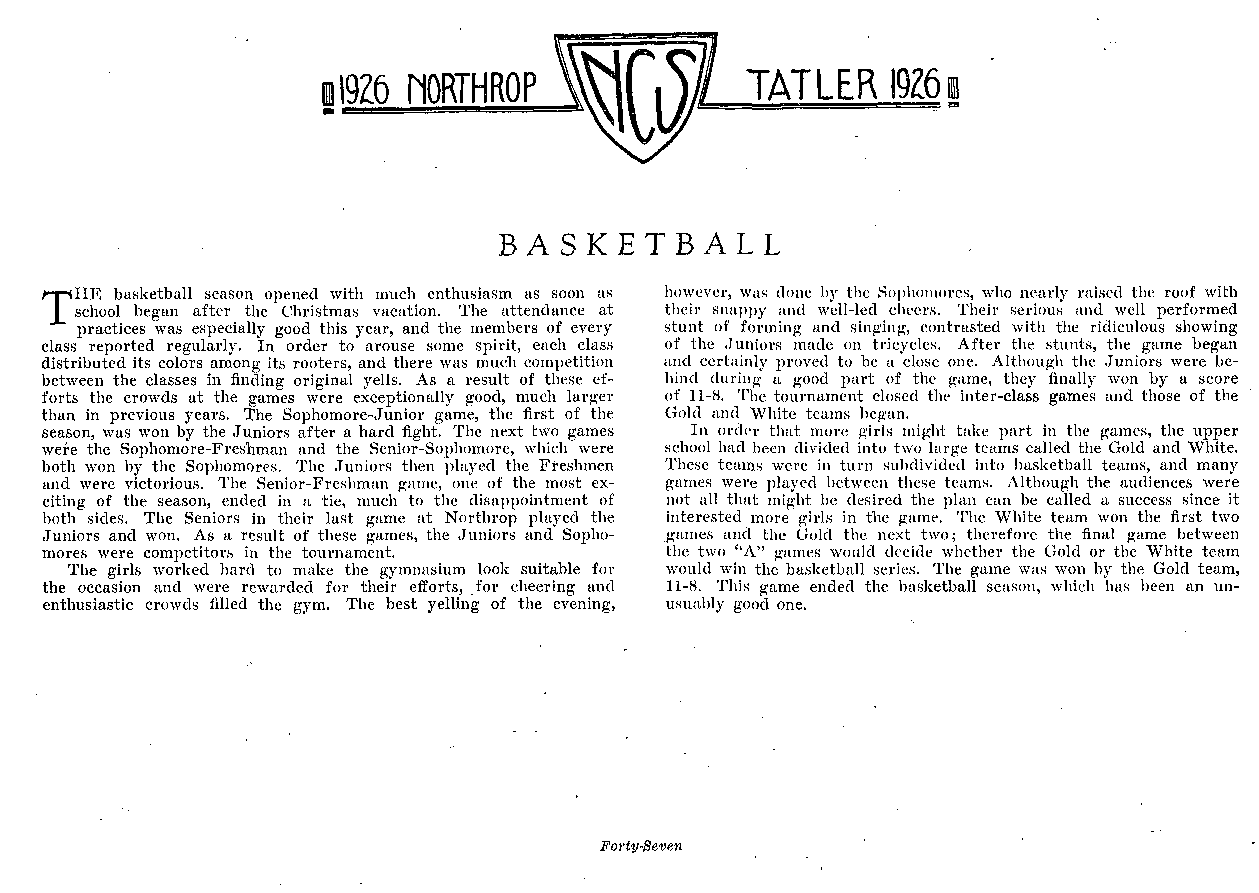 1926 NORTHROP NCS TATLER 1926
BASKETBALL
THE basketball season opened with much enthusiasm as soon as
school began after the Christmas vacation. The attendance at
practices was especially good this year, and the members of every
class reported regularly. In order to arouse some spirit, each class
distributed its colors among its rooters, and there was much competition
between the classes in finding original yells. As a result of these ef-
forts the crowds at the games were exceptionally good, much larger
than in previous years. The Sophomore-Junior game, the first of the
season, was won by the Juniors after a hard fight. The next two games
were the Sophomore-Freshman and the Senior-Sophomore, which were
both won by the Sophomores. The Juniors then played the Freshmen
and were victorious. The Senior-Freshman game, one of the most ex-
citing of the season, ended in a tie, much to the disappointment of
both sides. The Seniors in their last game at Northrop played the
Juniors and won. As a result of these games, the Juniors and Sopho-
mores were competitors in the tournament.
The girls worked hard to make the gymnasium look suitable for
the occasion and were rewarded for their efforts, for cheering and
enthusiastic crowds filled the gym. The best yelling of the evening,
however, was done by the Sophomores, who nearly raised the roof with
their snappy and well-led cheers. Their serious and well performed
stunt of forming and singing, contrasted with the ridiculous showing
of the Juniors made on tricycles. After the stunts, the game began
and certainly proved to be a close one. Although the Juniors were be-
hind during a good part of the game, they finally won by a score
of 11-8. The tournament closed the inter-class games and those of the
Gold and White teams began.
In order that more girls might take part in the games, the upper
school had been divided into two large teams called the Gold and White.
These teams were in turn subdivided into basketball teams, and many
games were played between these teams. Although the audiences were
not all that might be desired the plan can be called a success since it
interested more girls in the game. The White team won the first two
games and the Gold the next two; therefore the final game between
the two "A" games would decide whether the Gold or the White team
would win the basketball series. The game was won by the Gold team,
11-8. This game ended the basketball season, which has been an un-
usually good one.
Forty-Seven